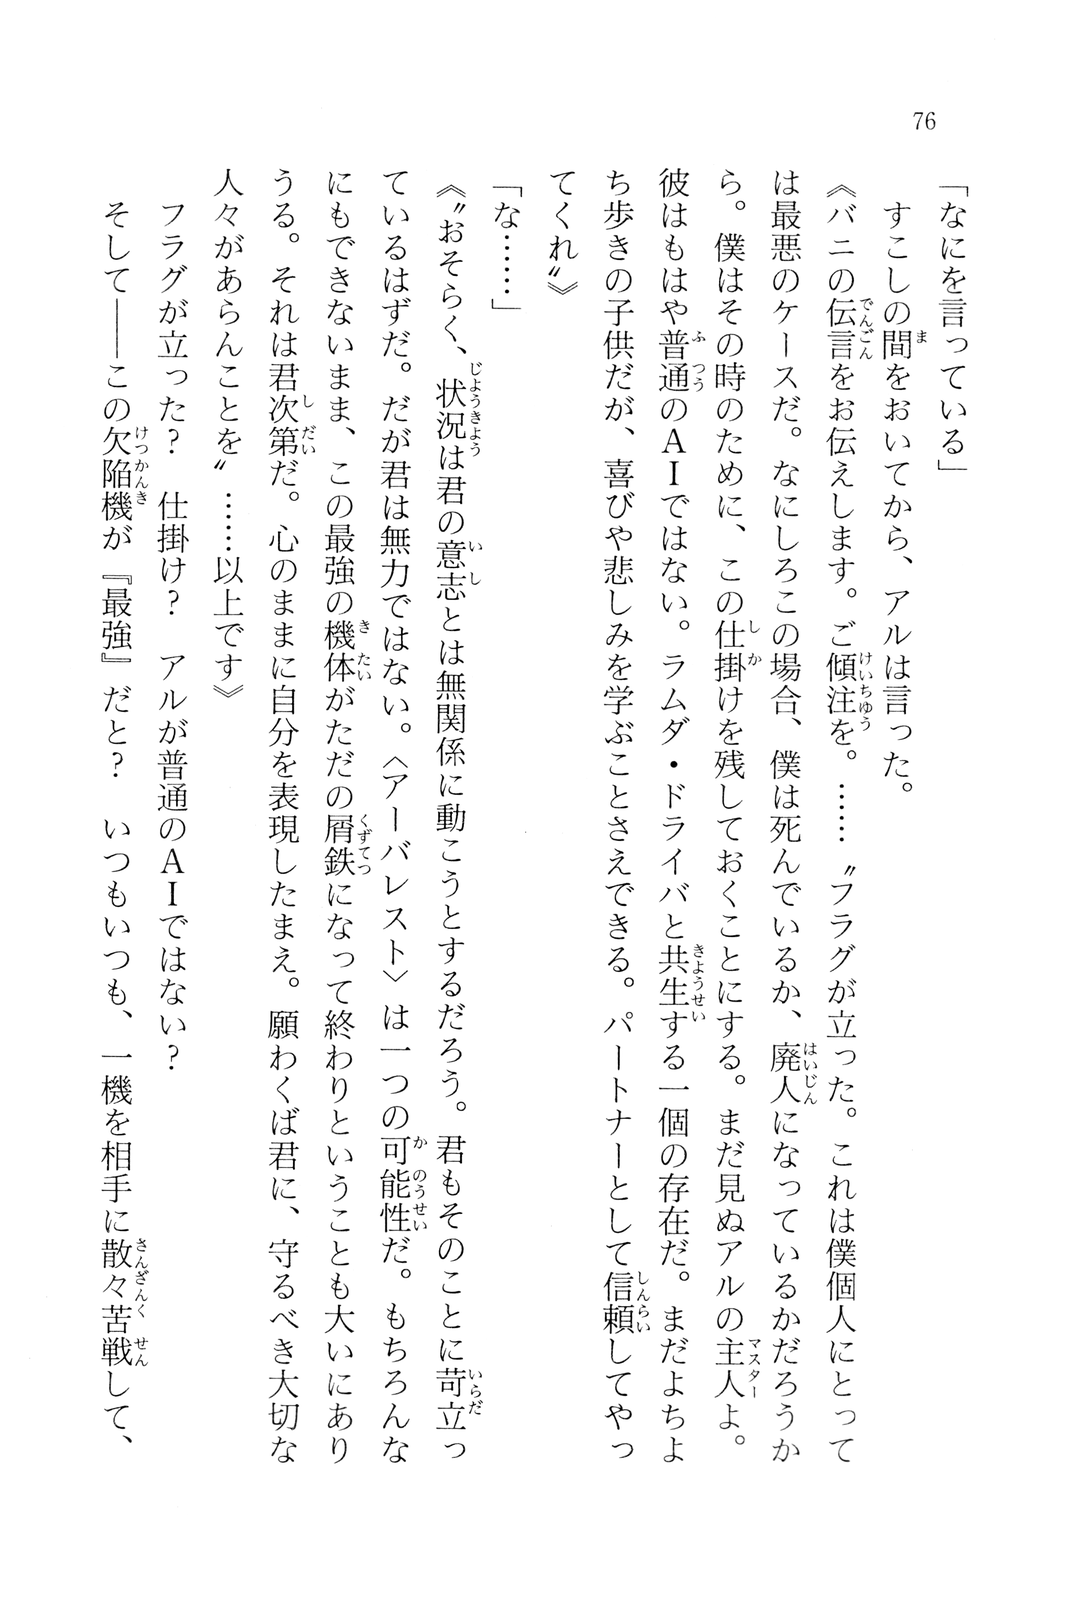 76
「なにを言っている」
　すこしの間をおいてから、アルは言った。
《バニの伝言をお伝えします。ご傾注を。……〝フラグが立った。これは僕個人にとって
は最悪のケースだ。なにしろこの場合、僕は死んでいるか、廃人になっているかだろうか
ら。僕はその時のために、この仕掛けを残しておくことにする。まだ見ぬアルの主人よ。
彼はもはや普通のＡＩではない。ラムダ・ドライバと共生する一個の存在だ。まだよちよ
ち歩きの子供だが、喜びや悲しみを学ぶことさえできる。パートナーとして信頼してやっ
てくれ〟》
「な……」
《〝おそらく、状況は君の意志とは無関係に動こうとするだろう。君もそのことに苛立っ
ているはずだ。だが君は無力ではない。〈アーバレスト〉は一つの可能性だ。もちろんな
にもできないまま、この最強の機体がただの屑鉄になって終わりということも大いにあり
うる。それは君次第だ。心のままに自分を表現したまえ。願わくば君に、守るべき大切な
人々があらんことを〟……以上です》
　フラグが立った？　仕掛け？　アルが普通のＡＩではない？
　そして――この欠陥機が『最強』だと？　いつもいつも、一機を相手に散々苦戦して、